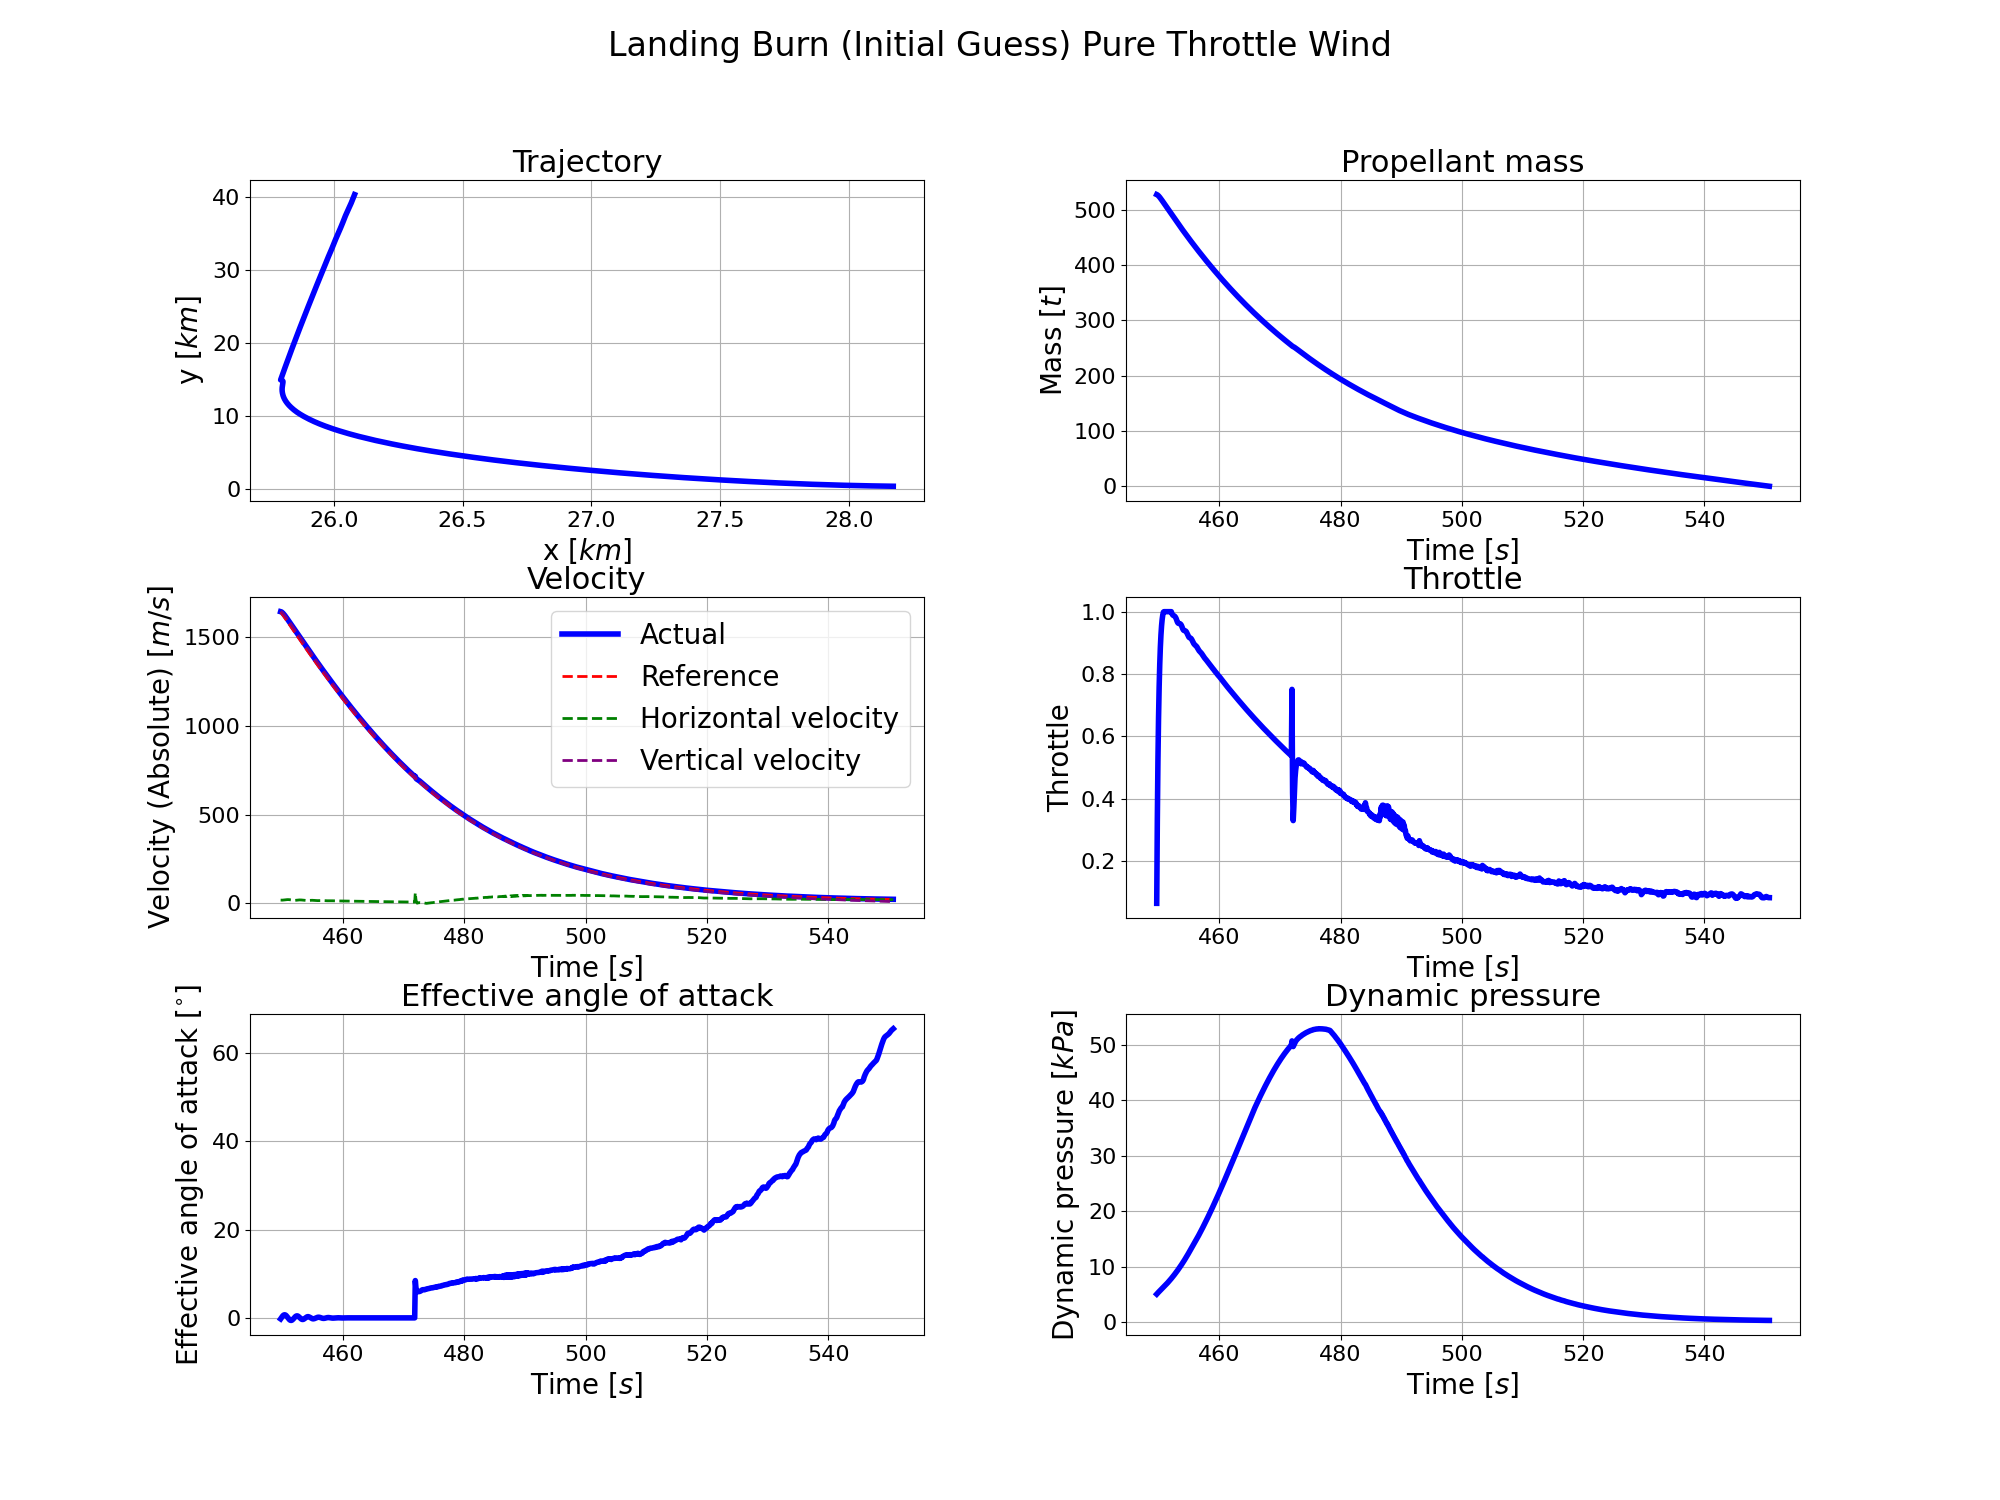 Landing Burn (Initial Guess) Pure Throttle Wind
Trajectory
y [km]
40
30
20
10
0
26.0 26.5 27.0 27.5 28.0
x [km]
Propellant mass
Mass [t]
500
400
300
200
100
0
460 480 500 520 540
Time [s]
Velocity
Velocity (Absolute) [m/s]
1500
1000
500
0
Actual
Reference
Horizontal velocity
Vertical velocity
460 480 500 520 540
Time [s]
Throttle
Throttle
1.0
0.8
0.6
0.4
0.2
460 480 500 520 540
Time [s]
Effective angle of attack
Effective angle of attack [°]
60
40
20
0
460 480 500 520 540
Time [s]
Dynamic pressure
Dynamic pressure [kPa]
50
40
30
20
10
0
460 480 500 520 540
Time [s]